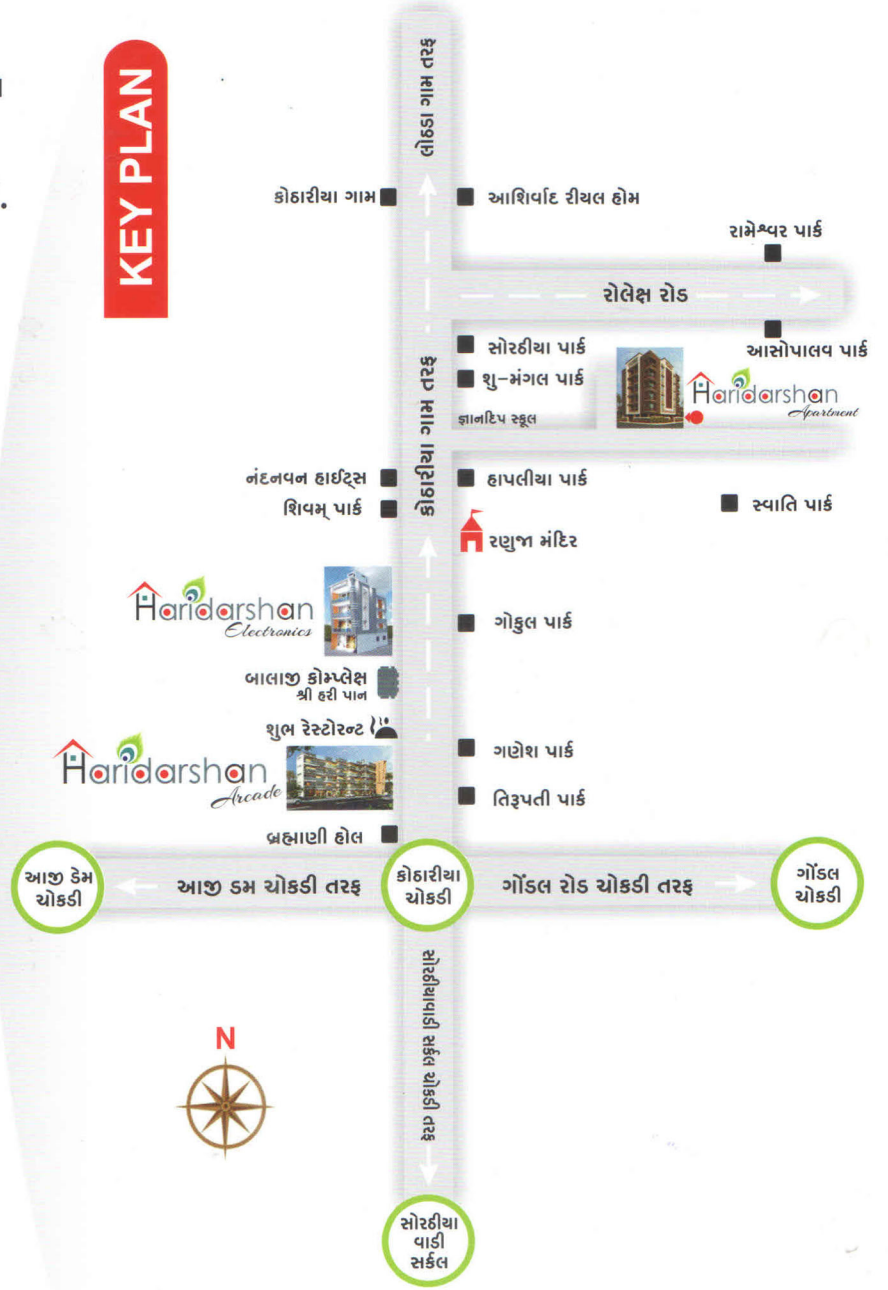 KEY PLAN
લોઠડા ગામ તરફ
કોઠારીયા ગામ
આશિર્વાદ રીયલ હોમ
રામેશ્વર પાર્ક
રોલેક્ષ રોડ
સોરઠીયા પાર્ક
આસોપાલવ પાર્ક
શુ-મંગલ પાર્ક
Haridarshan
Apartment
જ્ઞાનદિપ સ્કૂલ
કોઠારીયા ગામ તરફ
નંદનવન હાઈટ્સ
હાપલીયા પાર્ક
શિવમ્ પાર્ક
સ્વાતિ પાર્ક
રણુજા મંદિર
Haridarshan
Electronics
ગોકુલ પાર્ક
બાલાજી કોમ્પ્લેક્ષ
શ્રી હરી પાન
શુભ રેસ્ટોરન્ટ
ગણેશ પાર્ક
Haridarshan
Arcade
તિરૂપતી પાર્ક
બ્રહ્માણી હોલ
આજી ડેમ
ચોકડી
આજી ડમ ચોકડી તરફ
કોઠારીયા
ચોકડી
ગોંડલ રોડ ચોકડી તરફ
ગોંડલ
ચોકડી
સોરઠીયાવાડી સર્કલ ચોકડી તરફ
N
સોરઠીયા
વાડી
સર્કલ